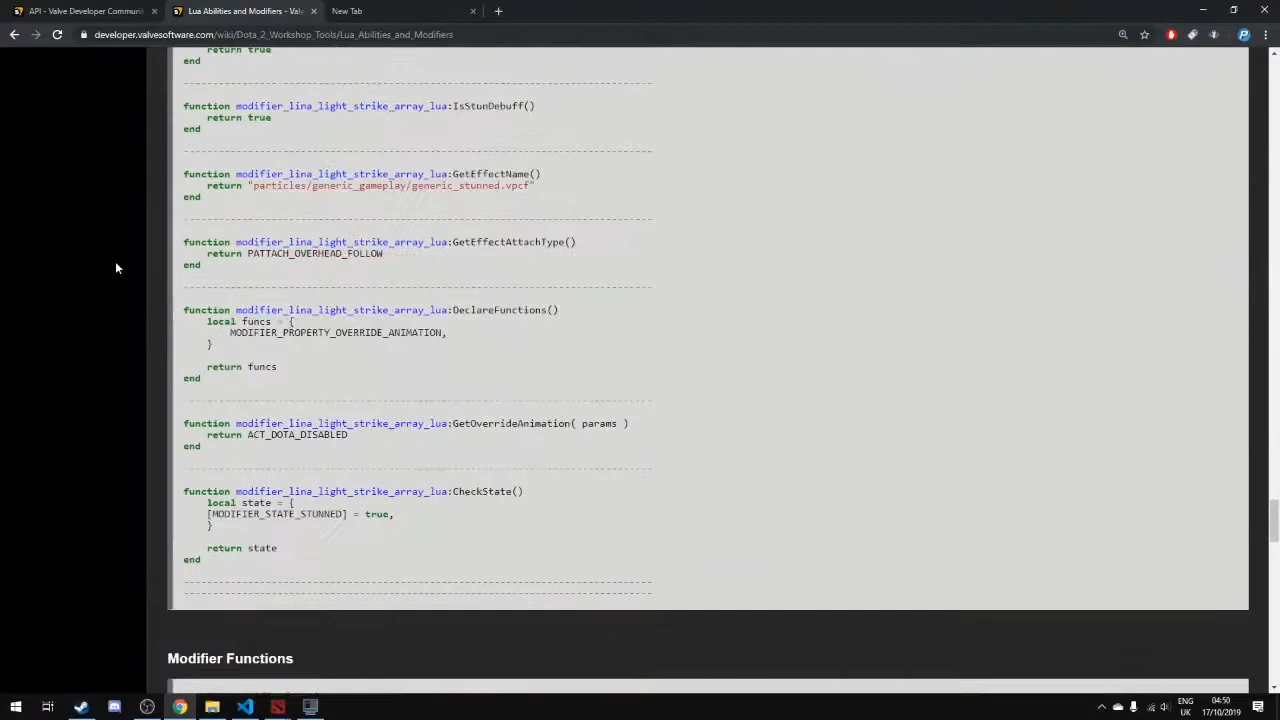 API - Valve Developer Communi
Lua Abilities and Modifiers - Valv
New Tab
developer.valvesoftware.com/wiki/Dota_2_Workshop_Tools/Lua_Abilities_and_Modifiers
return true
end
--------------------------------------------------------------------------------
function modifier_lina_light_strike_array_lua:IsStunDebuff()
return true
end
--------------------------------------------------------------------------------
function modifier_lina_light_strike_array_lua:GetEffectName()
return "particles/generic_gameplay/generic_stunned.vpcf"
end
--------------------------------------------------------------------------------
function modifier_lina_light_strike_array_lua:GetEffectAttachType()
return PATTACH_OVERHEAD_FOLLOW
end
--------------------------------------------------------------------------------
function modifier_lina_light_strike_array_lua:DeclareFunctions()
local funcs = {
MODIFIER_PROPERTY_OVERRIDE_ANIMATION,
}
return funcs
end
--------------------------------------------------------------------------------
function modifier_lina_light_strike_array_lua:GetOverrideAnimation( params )
return ACT_DOTA_DISABLED
end
--------------------------------------------------------------------------------
function modifier_lina_light_strike_array_lua:CheckState()
local state = {
[MODIFIER_STATE_STUNNED] = true,
}
return state
end
--------------------------------------------------------------------------------
--------------------------------------------------------------------------------
Modifier Functions
ENG
UK
04:50
17/10/2019